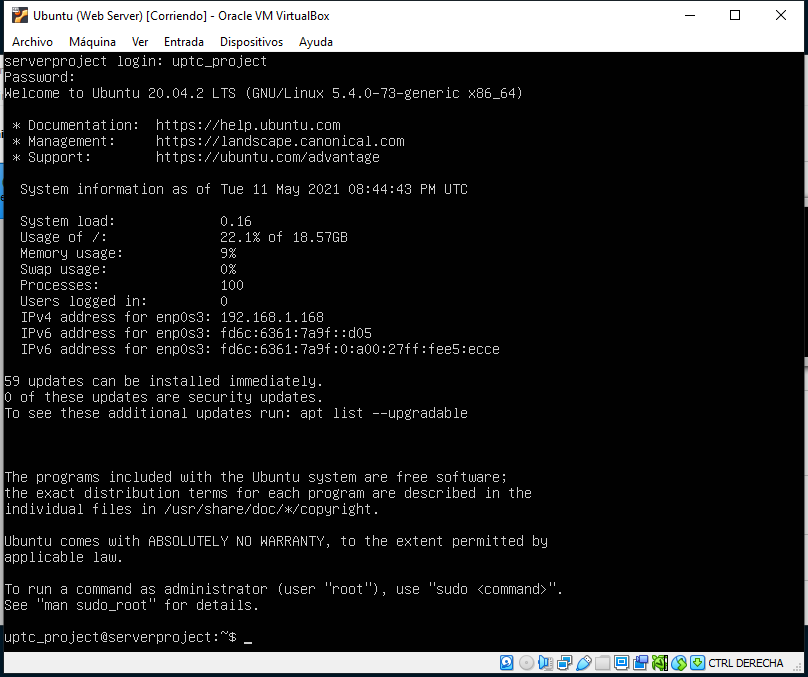 Ubuntu (Web Server) [Corriendo] - Oracle VM VirtualBox
Archivo Máquina Ver Entrada Dispositivos Ayuda
serverproject login: uptc_project
Password:
Welcome to Ubuntu 20.04.2 LTS (GNU/Linux 5.4.0-73-generic x86_64)
* Documentation: https://help.ubuntu.com
* Management: https://landscape.canonical.com
* Support: https://ubuntu.com/advantage
System information as of Tue 11 May 2021 08:44:43 PM UTC
System load: 0.16
Usage of /: 22.1% of 18.57GB
Memory usage: 9%
Swap usage: 0%
Processes: 100
Users logged in: 0
IPv4 address for enp0s3: 192.168.1.168
IPv6 address for enp0s3: fd6c:6361:7a9f::d05
IPv6 address for enp0s3: fd6c:6361:7a9f:0:a00:27ff:fee5:ecce
59 updates can be installed immediately.
0 of these updates are security updates.
To see these additional updates run: apt list --upgradable
The programs included with the Ubuntu system are free software;
the exact distribution terms for each program are described in the
individual files in /usr/share/doc/*/copyright.
Ubuntu comes with ABSOLUTELY NO WARRANTY, to the extent permitted by
applicable law.
To run a command as administrator (user "root"), use "sudo <command>".
See "man sudo_root" for details.
uptc_project@serverproject:~$ _
CTRL DERECHA